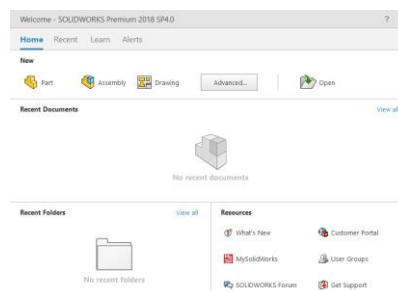 Welcome - SOLIDWORKS Premium 2018 SP4.0 ?
Home Recent Learn Alerts
New
Part Assembly Drawing Advanced... Open
Recent Documents View all
No recent documents
Recent Folders View all
No recent folders
Resources
What's New Customer Portal
MySolidWorks User Groups
SOLIDWORKS Forum Get Support